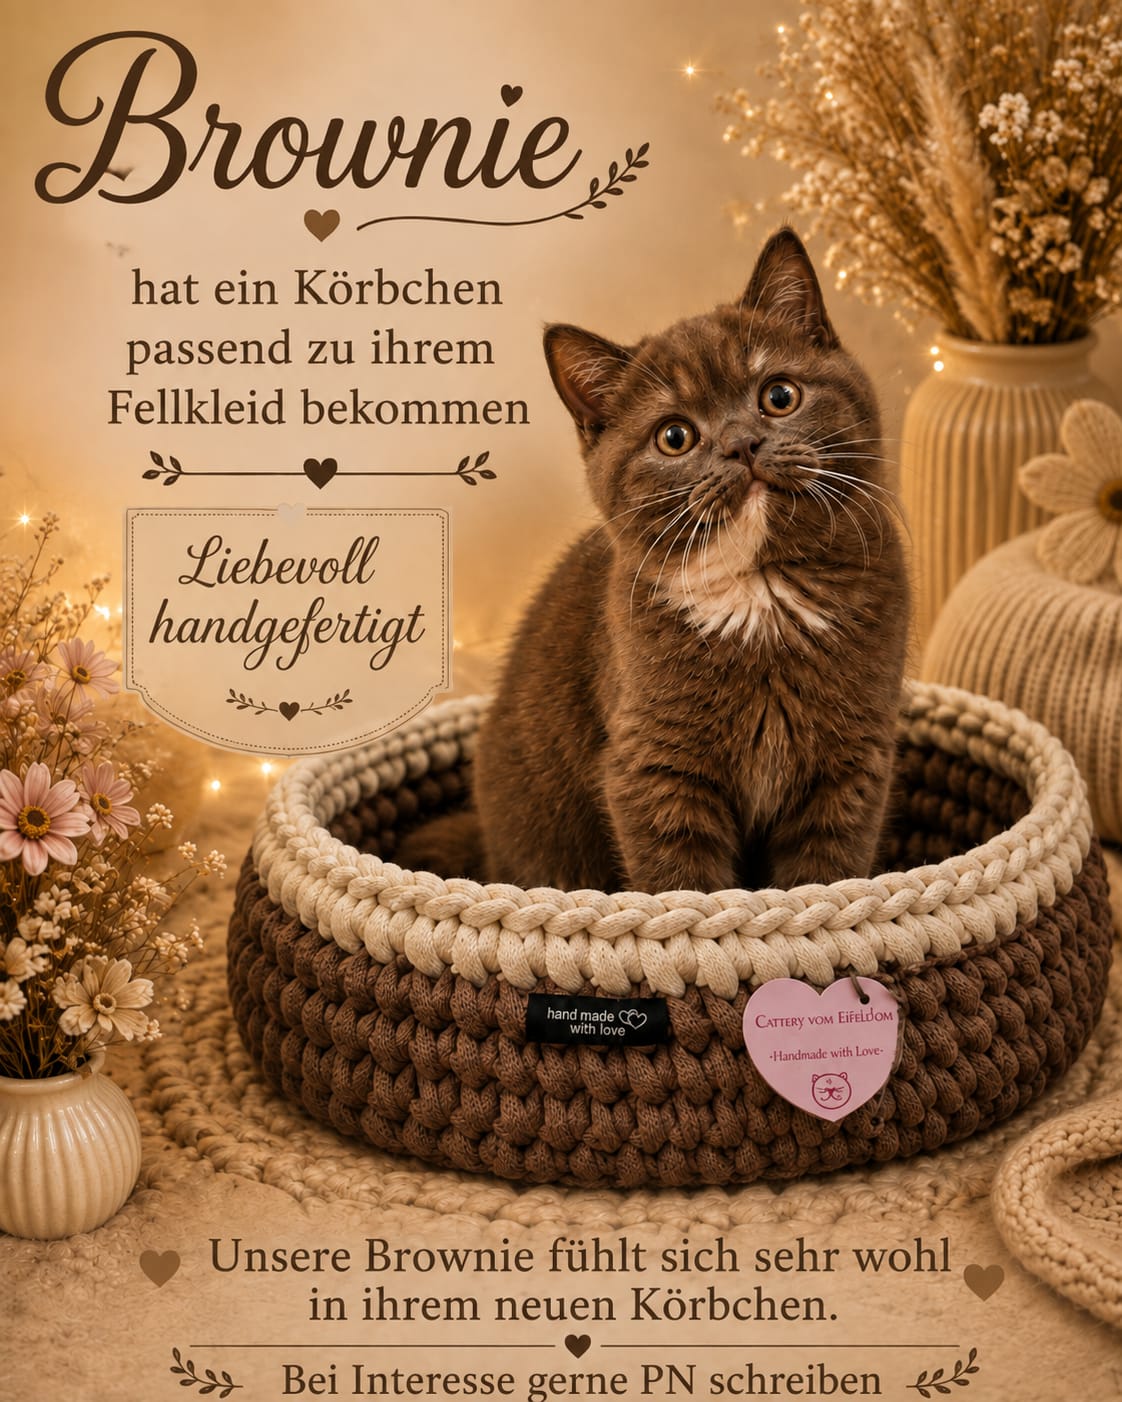 Brownie
hat ein Körbchen
passend zu ihrem
Fellkleid bekommen
Liebevoll
handgefertigt
hand made
with love
CATTERY VOM EIFELDOM
·Handmade with Love·
Unsere Brownie fühlt sich sehr wohl
in ihrem neuen Körbchen.
Bei Interesse gerne PN schreiben